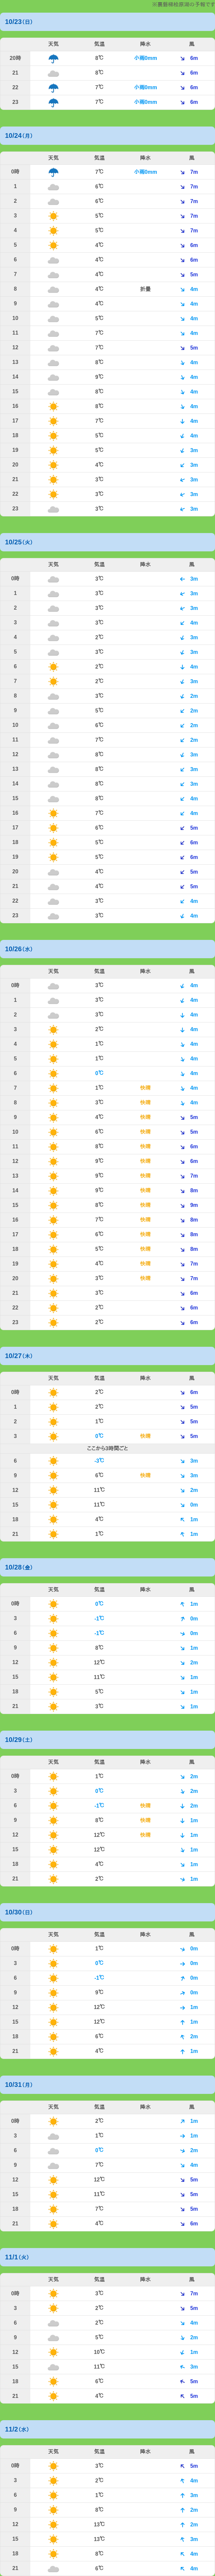 ※裏磐梯桧原湖の予報です
10/23(日)
天気 気温 降水 風
20時 8℃ 小雨0mm 6m
21 8℃ 6m
22 7℃ 小雨0mm 6m
23 7℃ 小雨0mm 6m
10/24(月)
天気 気温 降水 風
0時 7℃ 小雨0mm 7m
1 6℃ 7m
2 6℃ 7m
3 5℃ 7m
4 5℃ 7m
5 4℃ 6m
6 4℃ 6m
7 4℃ 5m
8 4℃ 4m
9 4℃ 4m
10 5℃ 4m
11 7℃ 4m
12 7℃ 5m
13 8℃ 4m
14 9℃ 4m
15 8℃ 4m
16 8℃ 4m
17 7℃ 4m
18 5℃ 4m
19 5℃ 3m
20 4℃ 3m
21 3℃ 3m
22 3℃ 3m
23 3℃ 3m
10/25(火)
天気 気温 降水 風
0時 3℃ 3m
1 3℃ 3m
2 3℃ 3m
3 3℃ 4m
4 2℃ 3m
5 3℃ 3m
6 2℃ 4m
7 2℃ 3m
8 3℃ 2m
9 5℃ 2m
10 6℃ 2m
11 7℃ 2m
12 8℃ 3m
13 8℃ 3m
14 8℃ 3m
15 8℃ 4m
16 7℃ 4m
17 6℃ 5m
18 5℃ 6m
19 5℃ 6m
20 4℃ 5m
21 4℃ 5m
22 3℃ 4m
23 3℃ 4m
10/26(水)
天気 気温 降水 風
0時 3℃ 4m
1 3℃ 4m
2 3℃ 4m
3 2℃ 4m
4 1℃ 4m
5 1℃ 4m
6 0℃ 4m
7 1℃ 快晴 4m
8 3℃ 快晴 4m
9 4℃ 快晴 5m
10 6℃ 快晴 5m
11 8℃ 快晴 6m
12 9℃ 快晴 6m
13 9℃ 快晴 7m
14 9℃ 快晴 8m
15 8℃ 快晴 9m
16 7℃ 快晴 8m
17 6℃ 快晴 8m
18 5℃ 快晴 8m
19 4℃ 快晴 7m
20 3℃ 快晴 7m
21 3℃ 6m
22 2℃ 6m
23 2℃ 6m
10/27(木)
天気 気温 降水 風
0時 2℃ 6m
1 2℃ 5m
2 1℃ 5m
3 0℃ 快晴 5m
ここから3時間ごと
6 -3℃ 3m
9 6℃ 快晴 3m
12 11℃ 2m
15 11℃ 0m
18 4℃ 1m
21 1℃ 1m
10/28(金)
天気 気温 降水 風
0時 0℃ 1m
3 -1℃ 0m
6 -1℃ 0m
9 8℃ 1m
12 12℃ 2m
15 11℃ 1m
18 5℃ 1m
21 3℃ 1m
10/29(土)
天気 気温 降水 風
0時 1℃ 2m
3 0℃ 2m
6 -1℃ 快晴 2m
9 8℃ 快晴 1m
12 12℃ 快晴 1m
15 12℃ 1m
18 4℃ 1m
21 2℃ 1m
10/30(日)
天気 気温 降水 風
0時 1℃ 0m
3 0℃ 0m
6 -1℃ 0m
9 9℃ 0m
12 12℃ 1m
15 12℃ 1m
18 6℃ 2m
21 4℃ 1m
10/31(月)
天気 気温 降水 風
0時 2℃ 1m
3 1℃ 1m
6 0℃ 2m
9 7℃ 4m
12 12℃ 5m
15 11℃ 5m
18 7℃ 5m
21 4℃ 6m
11/1(火)
天気 気温 降水 風
0時 3℃ 7m
3 2℃ 5m
6 2℃ 4m
9 5℃ 2m
12 10℃ 1m
15 11℃ 3m
18 6℃ 5m
21 4℃ 5m
11/2(水)
天気 気温 降水 風
0時 3℃ 5m
3 2℃ 4m
6 1℃ 3m
9 8℃ 2m
12 13℃ 2m
15 13℃ 3m
18 8℃ 4m
21 6℃ 4m